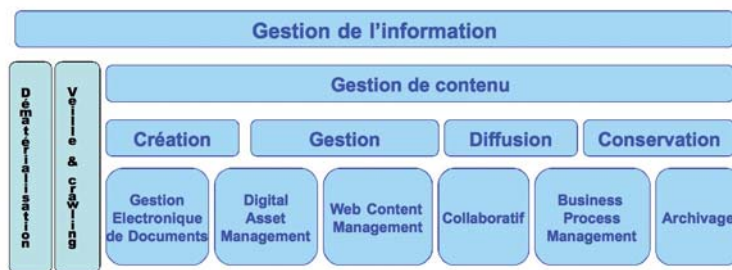 Gestion de l'information
Dématérialisation
Veille & crawling
Gestion de contenu
Création
Gestion
Diffusion
Conservation
Gestion
Electronique
de Documents
Digital
Asset
Management
Web Content
Management
Collaboratif
Business
Process
Management
Archivage